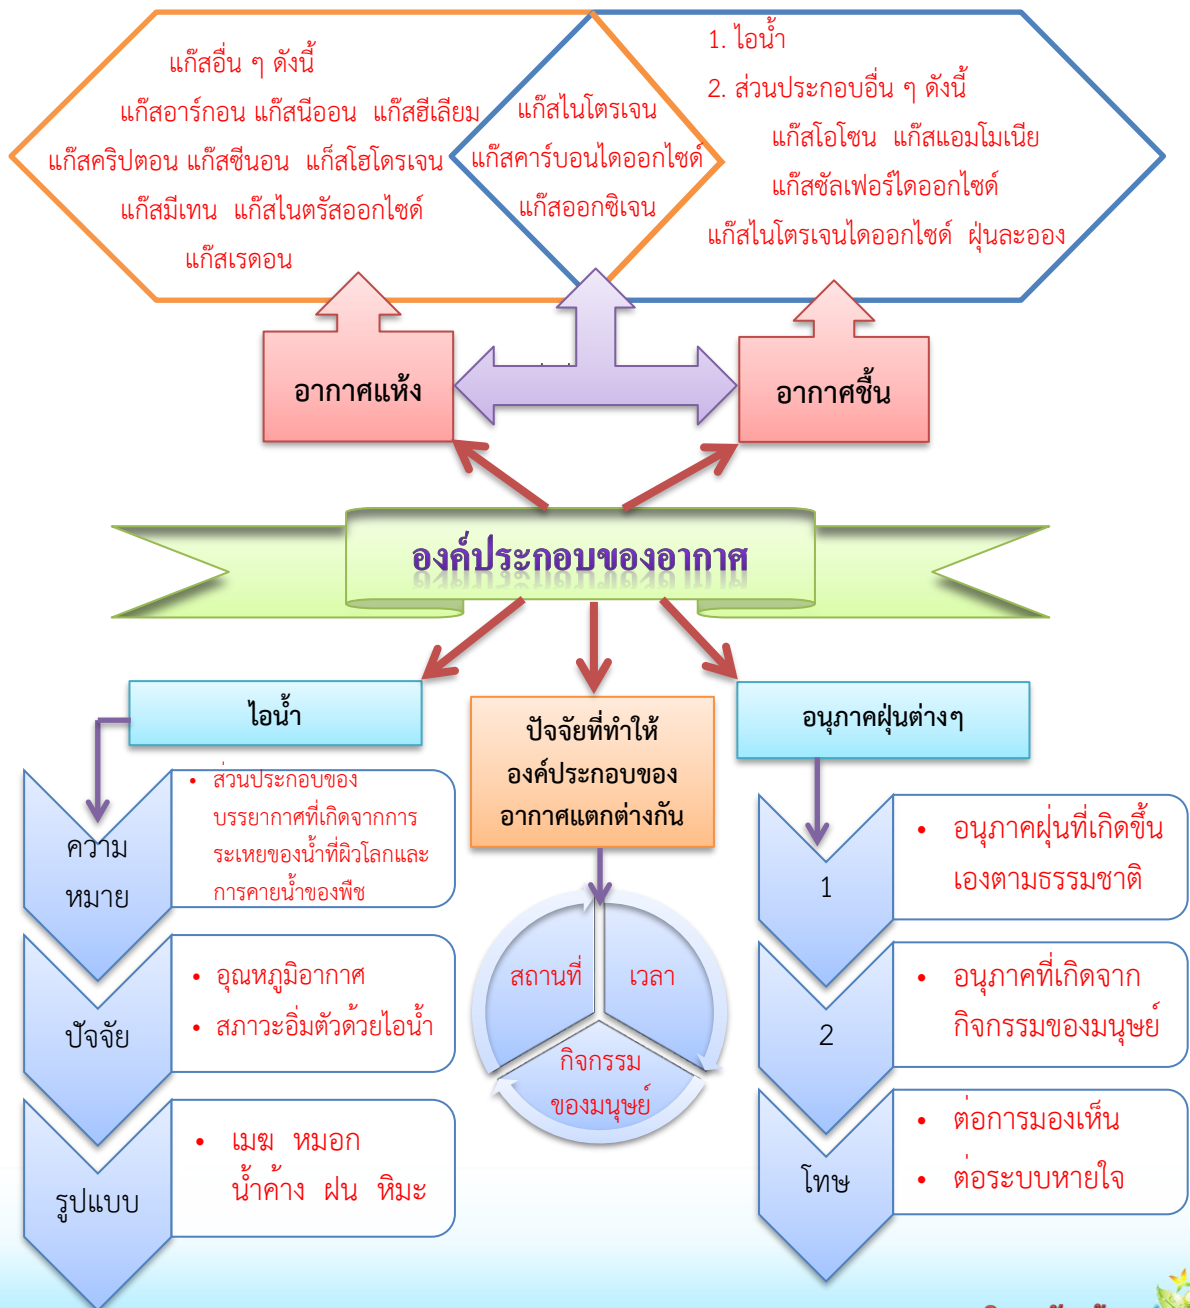 แก๊สอื่น ๆ ดังนี้
แก๊สอาร์กอน แก๊สนีออน แก๊สฮีเลียม
แก๊สคริปตอน แก๊สซีนอน แก็สโฮโดรเจน
แก๊สมีเทน แก๊สไนตรัสออกไซด์
แก๊สเรดอน
แก๊สไนโตรเจน
แก๊สคาร์บอนไดออกไซด์
แก๊สออกซิเจน
1. ไอน้ำ
2. ส่วนประกอบอื่น ๆ ดังนี้
แก๊สโอโซน แก๊สแอมโมเนีย
แก๊สซัลเฟอร์ไดออกไซด์
แก๊สไนโตรเจนไดออกไซด์ ฝุ่นละออง
อากาศแห้ง
อากาศชื้น
องค์ประกอบของอากาศ
ไอน้ำ
ความ
หมาย
• ส่วนประกอบของ
บรรยากาศที่เกิดจากการ
ระเหยของน้ำที่ผิวโลกและ
การคายน้ำของพืช
ปัจจัย
• อุณหภูมิอากาศ
• สภาวะอิ่มตัวด้วยไอน้ำ
รูปแบบ
• เมฆ หมอก
น้ำค้าง ฝน หิมะ
ปัจจัยที่ทำให้
องค์ประกอบของ
อากาศแตกต่างกัน
สถานที่
เวลา
กิจกรรม
ของมนุษย์
อนุภาคฝุ่นต่างๆ
1
• อนุภาคฝุ่นที่เกิดขึ้น
เองตามธรรมชาติ
2
• อนุภาคที่เกิดจาก
กิจกรรมของมนุษย์
โทษ
• ต่อการมองเห็น
• ต่อระบบหายใจ